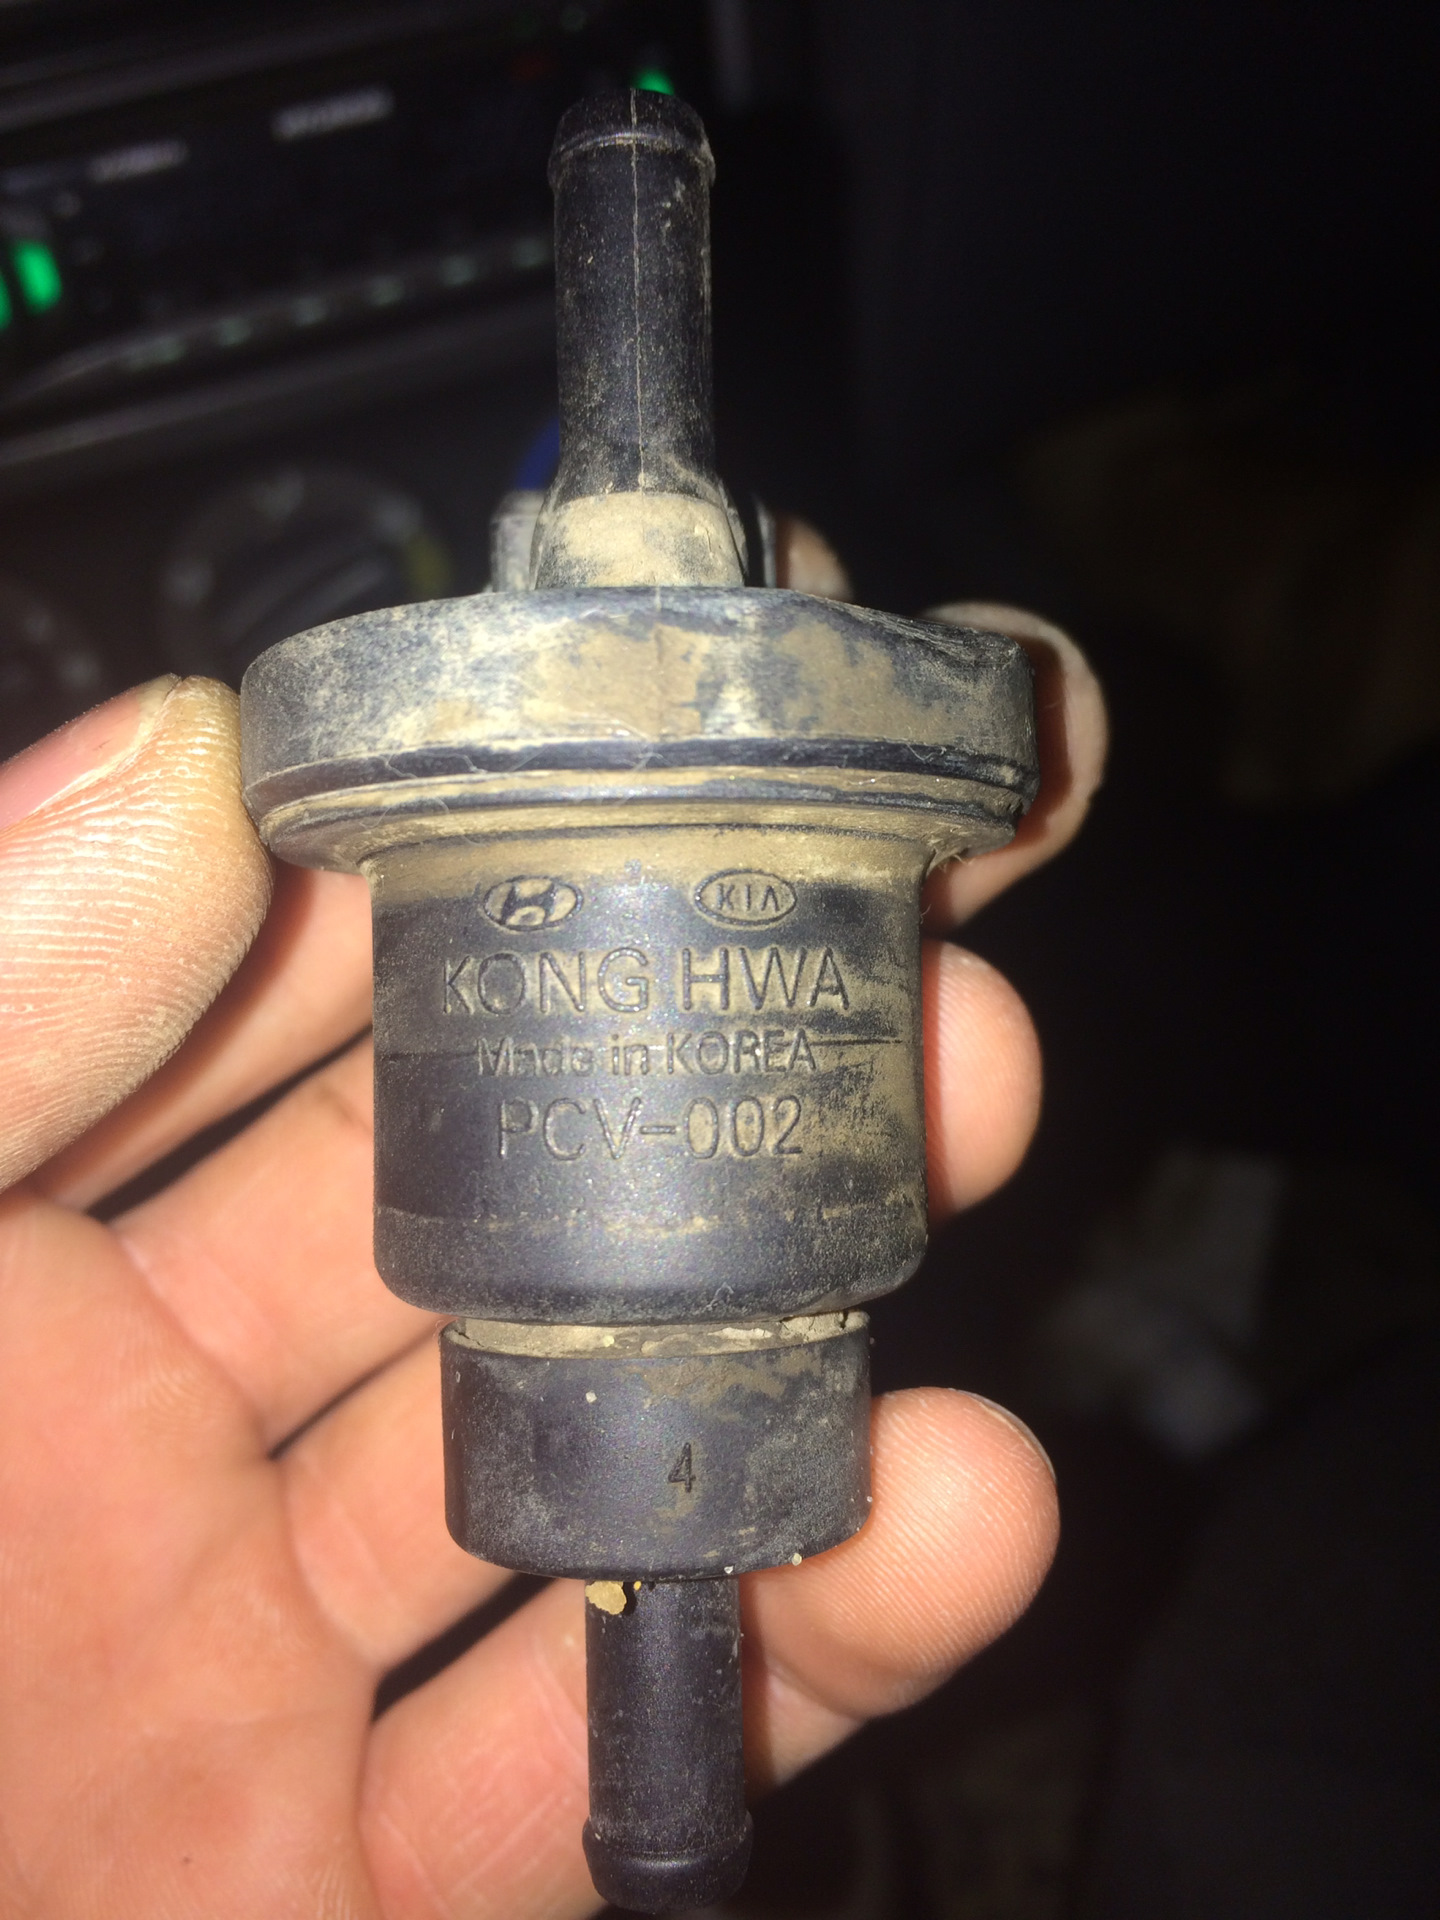 KIA
KONG HWA
Made in KOREA
PCV-002
4